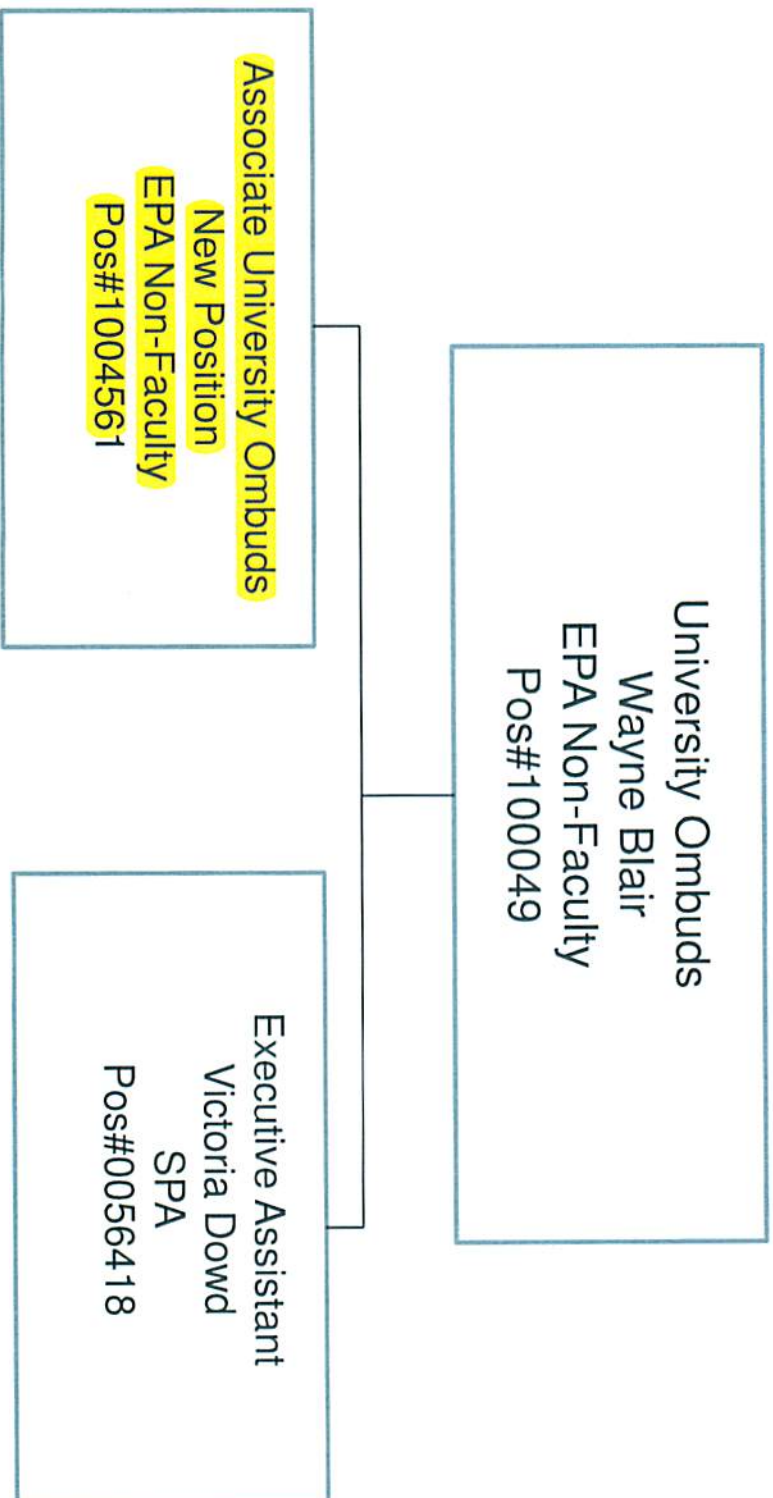 University Ombuds
Wayne Blair
EPA Non-Faculty
Pos#100049
Associate University Ombuds
New Position
EPA Non-Faculty
Pos#1004561
Executive Assistant
Victoria Dowd
SPA
Pos#0056418